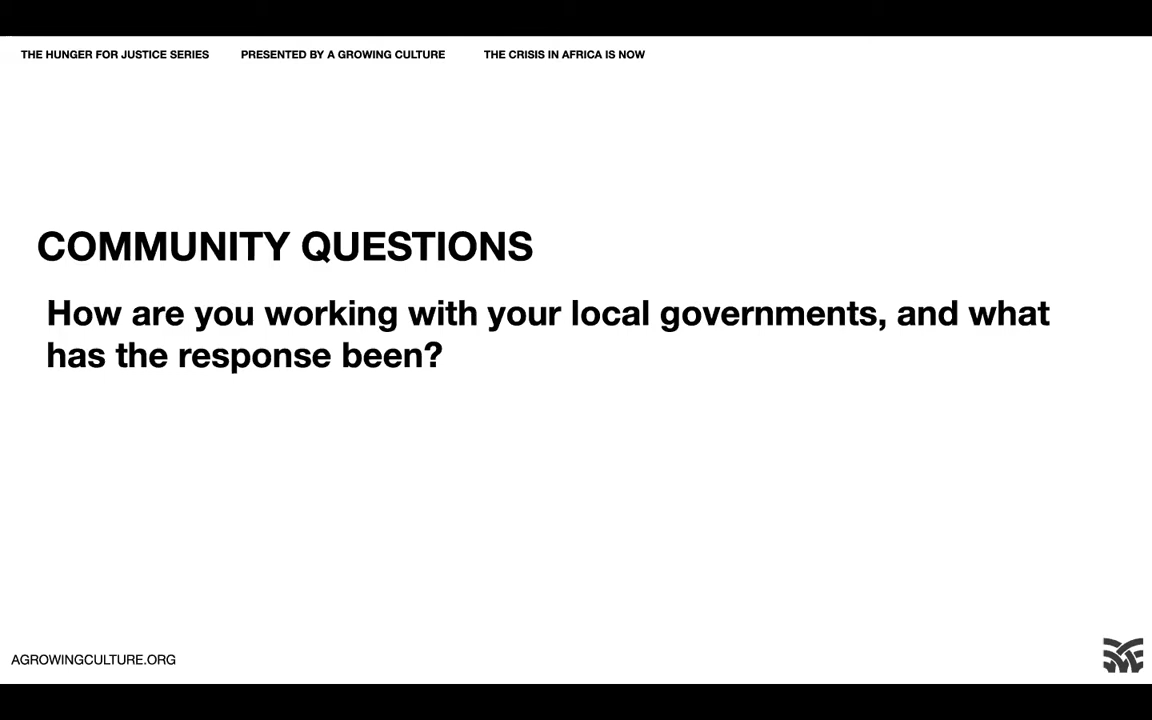 THE HUNGER FOR JUSTICE SERIES PRESENTED BY A GROWING CULTURE THE CRISIS IN AFRICA IS NOW
COMMUNITY QUESTIONS
How are you working with your local governments, and what
has the response been?
AGROWINGCULTURE.ORG